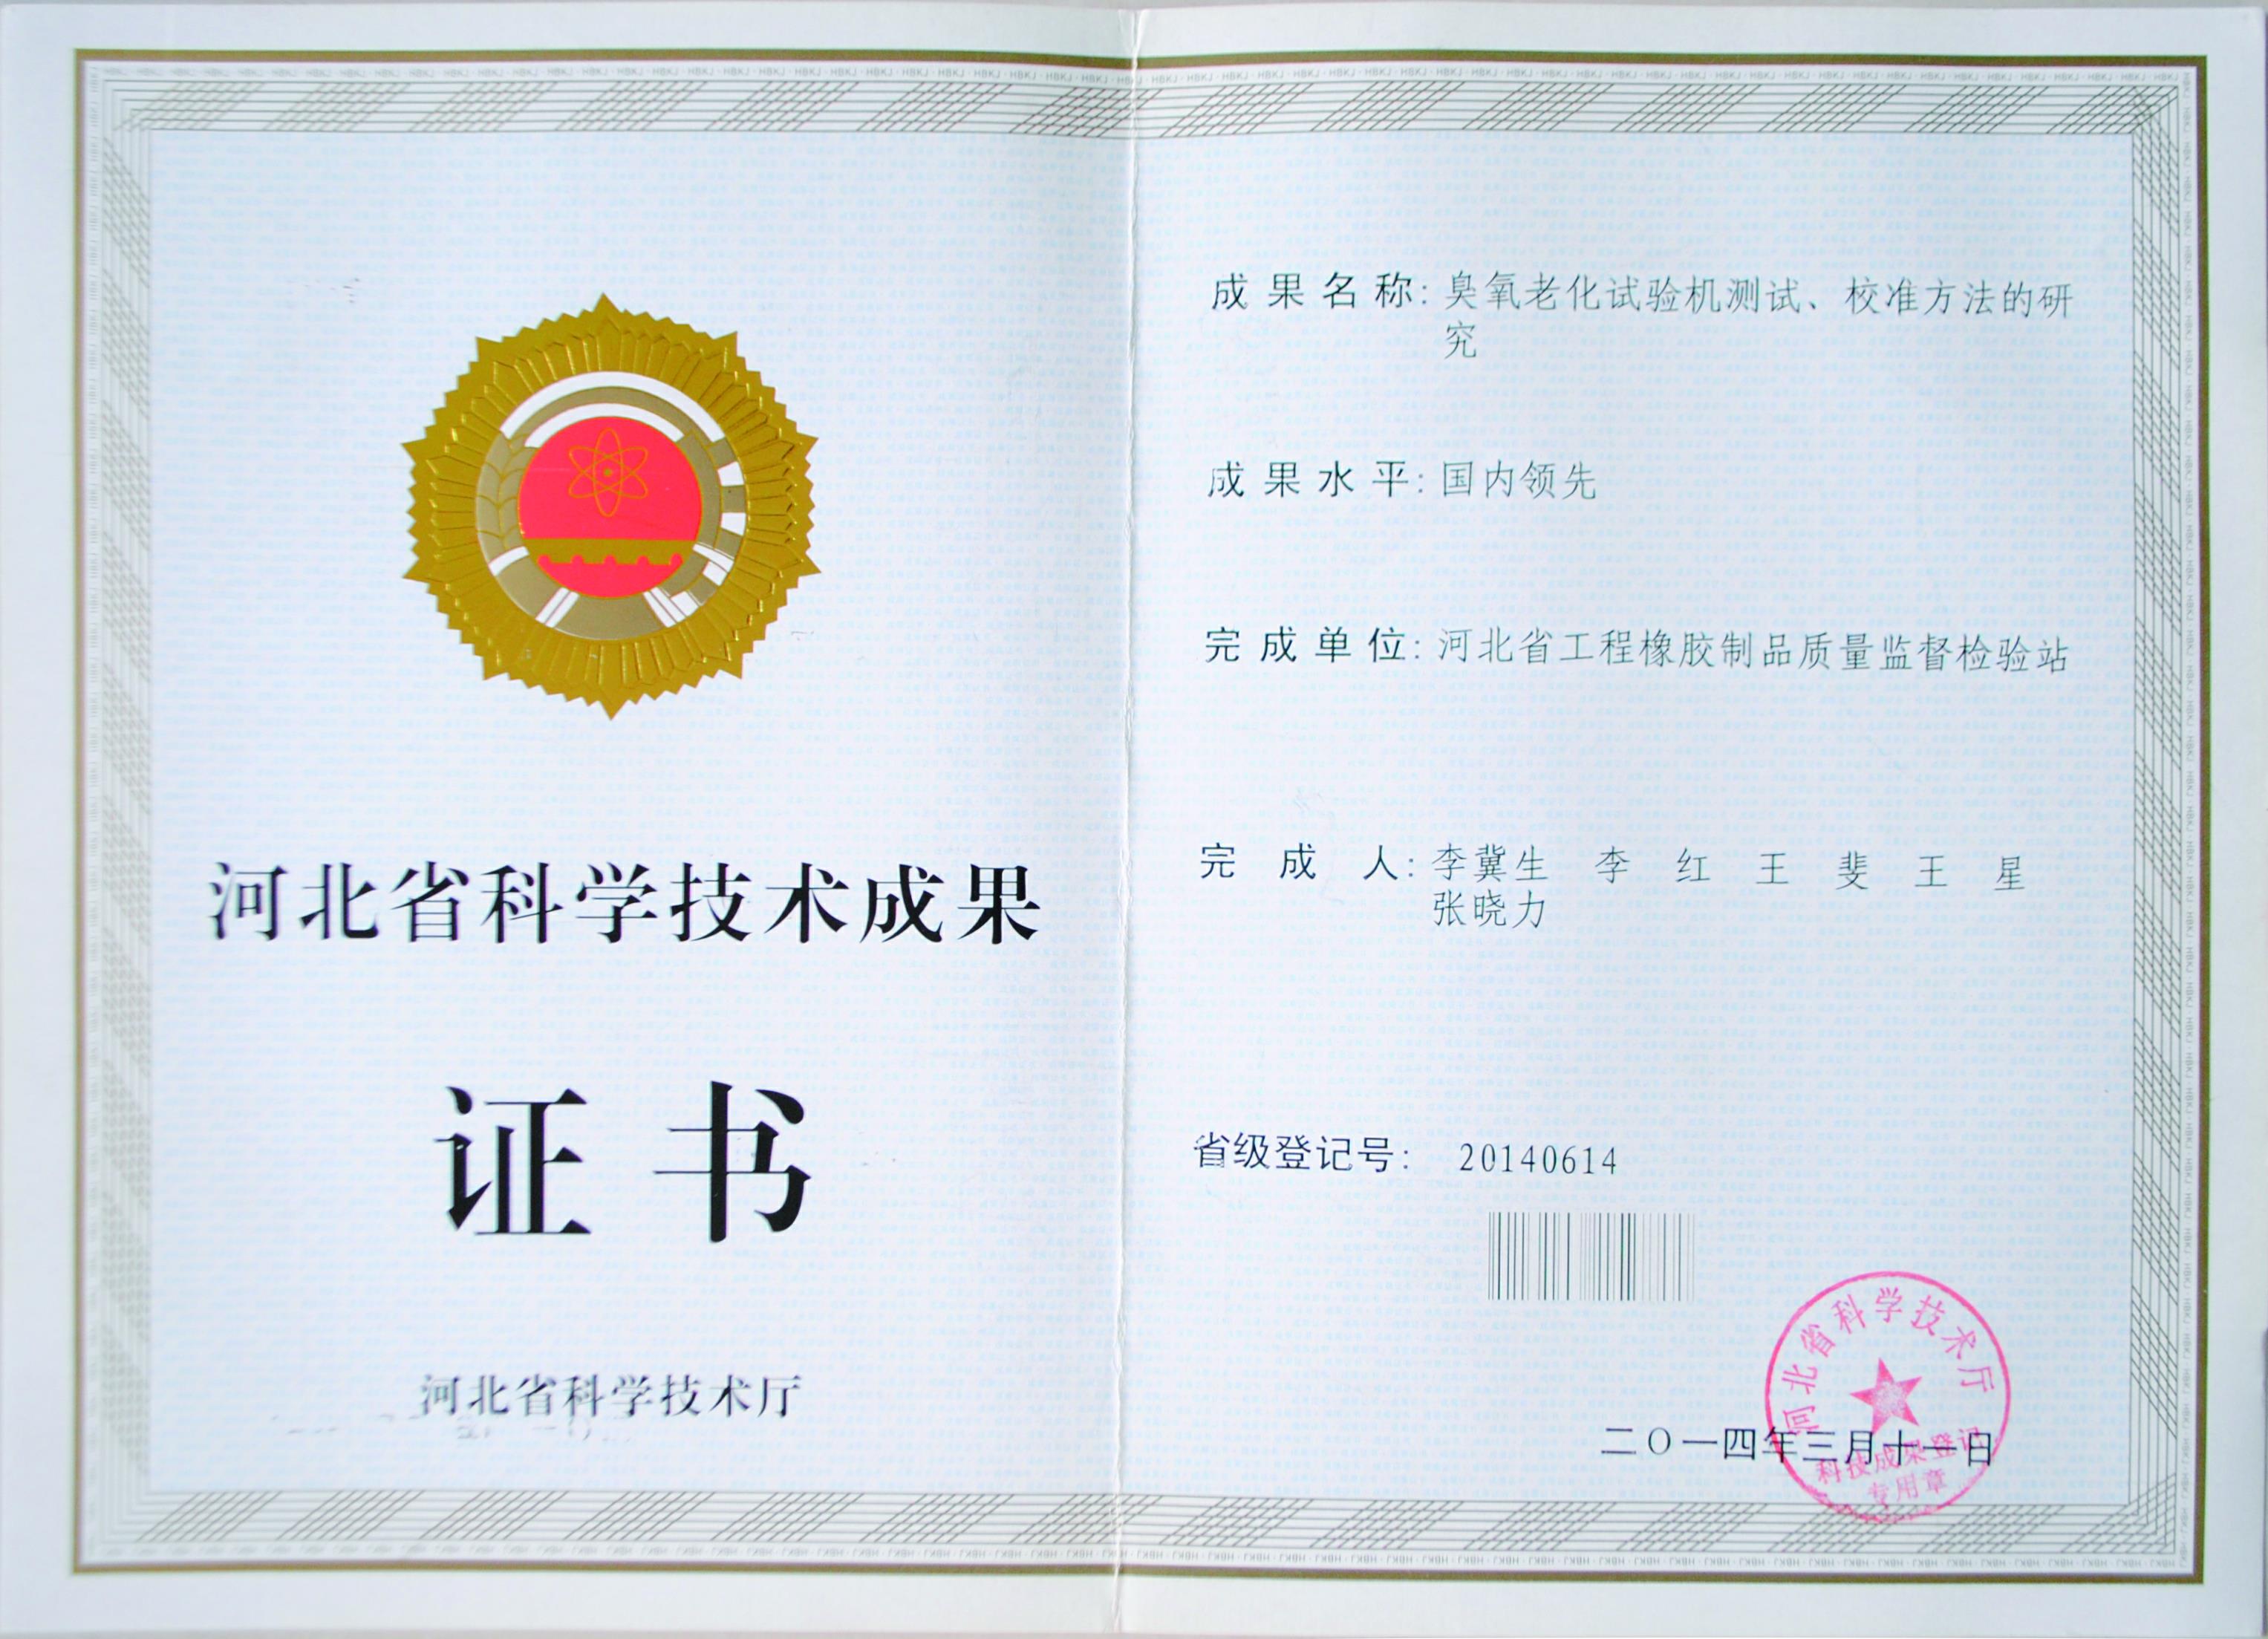 河北省科学技术成果
证书
河北省科学技术厅
成果名称：臭氧老化试验机测试、校准方法的研
究
成果水平：国内领先
完成单位：河北省工程橡胶制品质量监督检验站
完成人：李冀生 李红 王斐 王星
张晓力
省级登记号： 20140614
二〇一四年三月十一日
河北省科学技术厅
科技成果登记
专用章